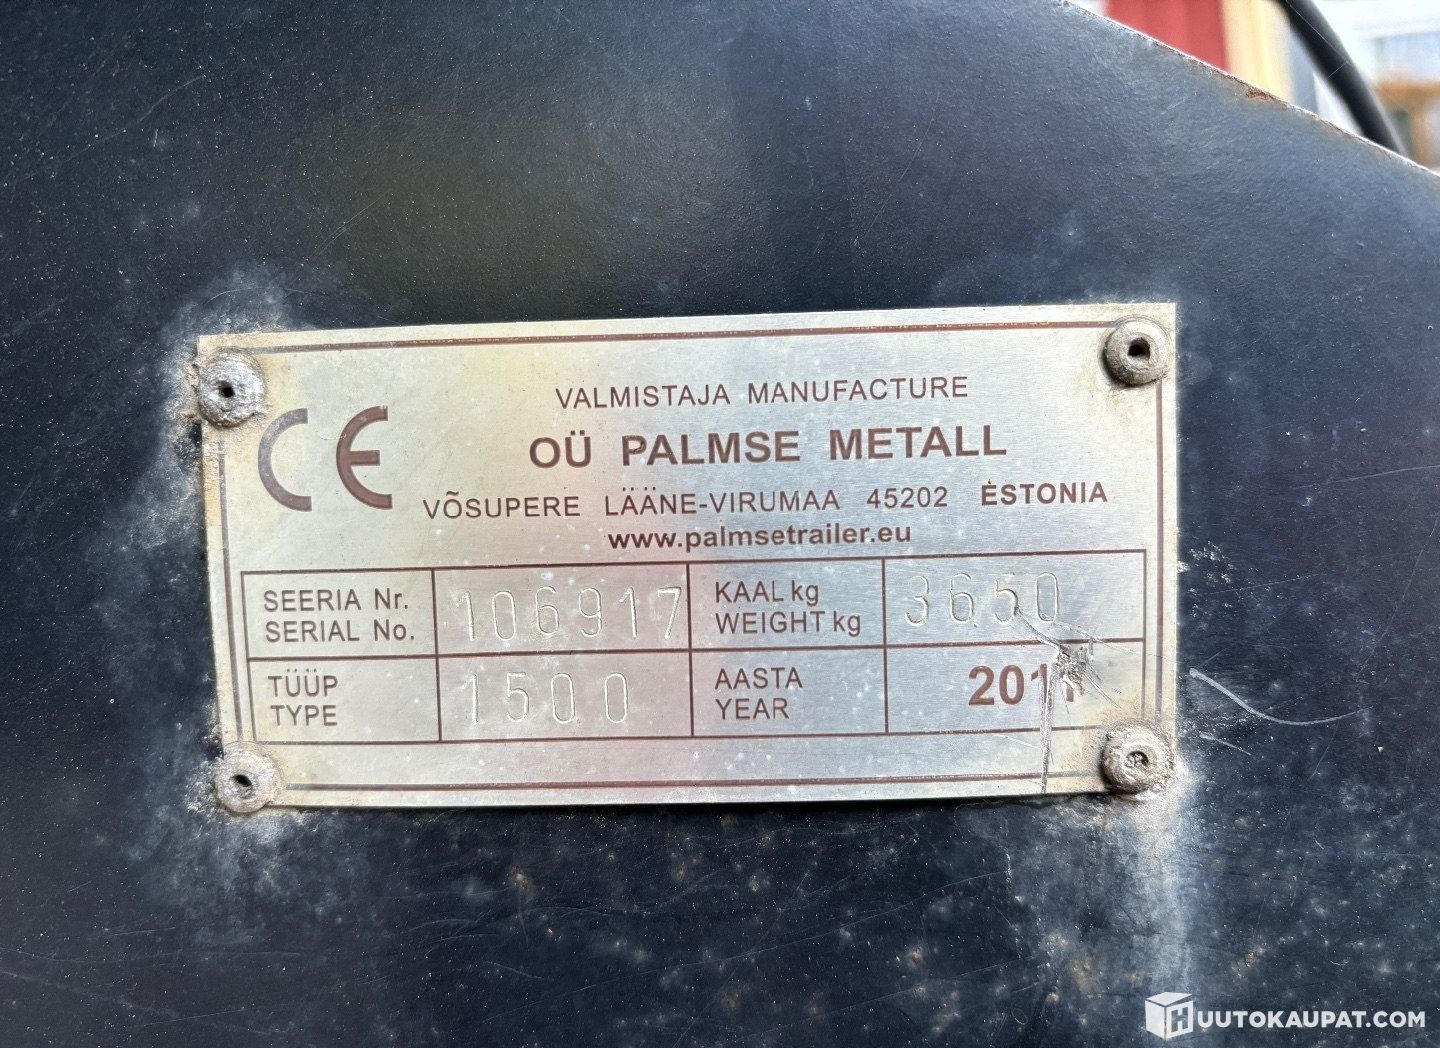 CE
VALMISTAJA MANUFACTURE
OÜ PALMSE METALL
VÕSUPERE LÄÄNE-VIRUMAA 45202 ESTONIA
www.palmsetrailer.eu
SEERIA Nr.
SERIAL No.
106917
KAAL kg
WEIGHT kg
3650
TÜÜP
TYPE
1500
AASTA
YEAR
HUUTOKAUPAT.COM